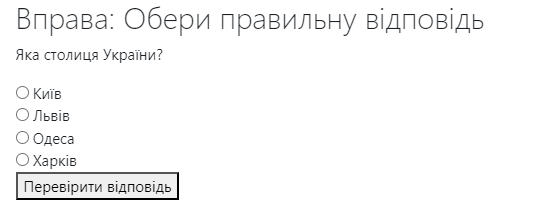 Вправа: Обери правильну відповідь
Яка столиця України?
Київ
Львів
Одеса
Харків
Перевірити відповідь